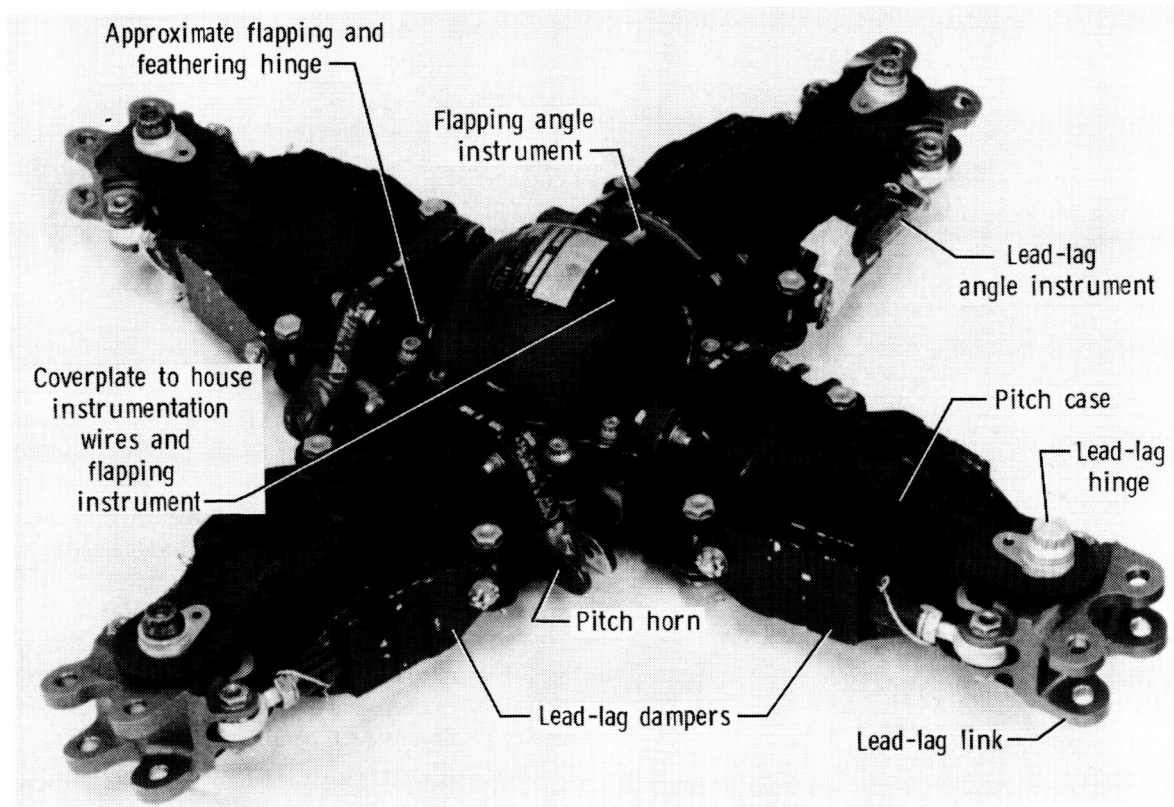 Approximate flapping and
feathering hinge
Flapping angle
instrument
Lead-lag
angle instrument
Coverplate to house
instrumentation
wires and
flapping
instrument
Pitch case
Lead-lag
hinge
Pitch horn
Lead-lag dampers
Lead-lag link